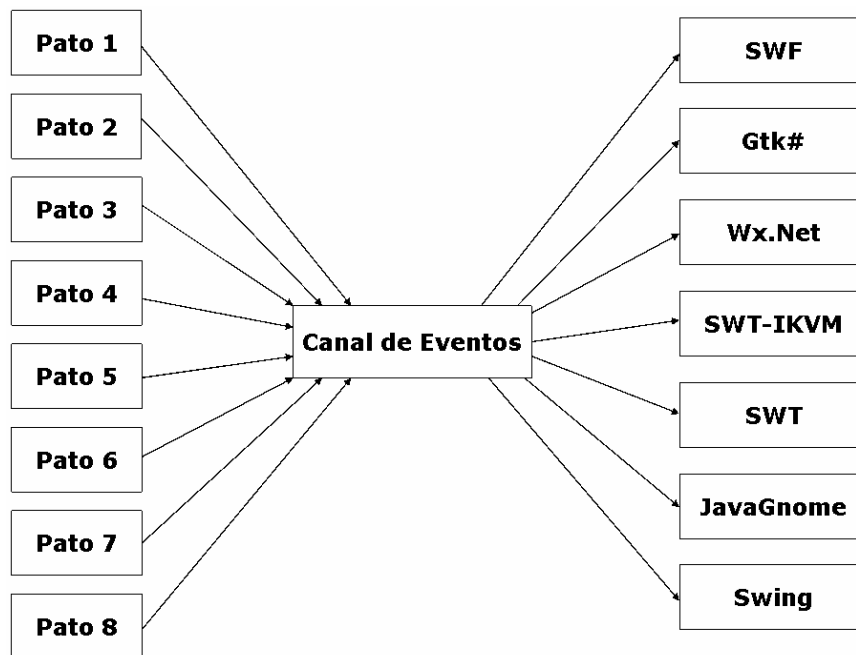 Pato 1
Pato 2
Pato 3
Pato 4
Pato 5
Pato 6
Pato 7
Pato 8
Canal de Eventos
SWF
Gtk#
Wx.Net
SWT-IKVM
SWT
JavaGnome
Swing